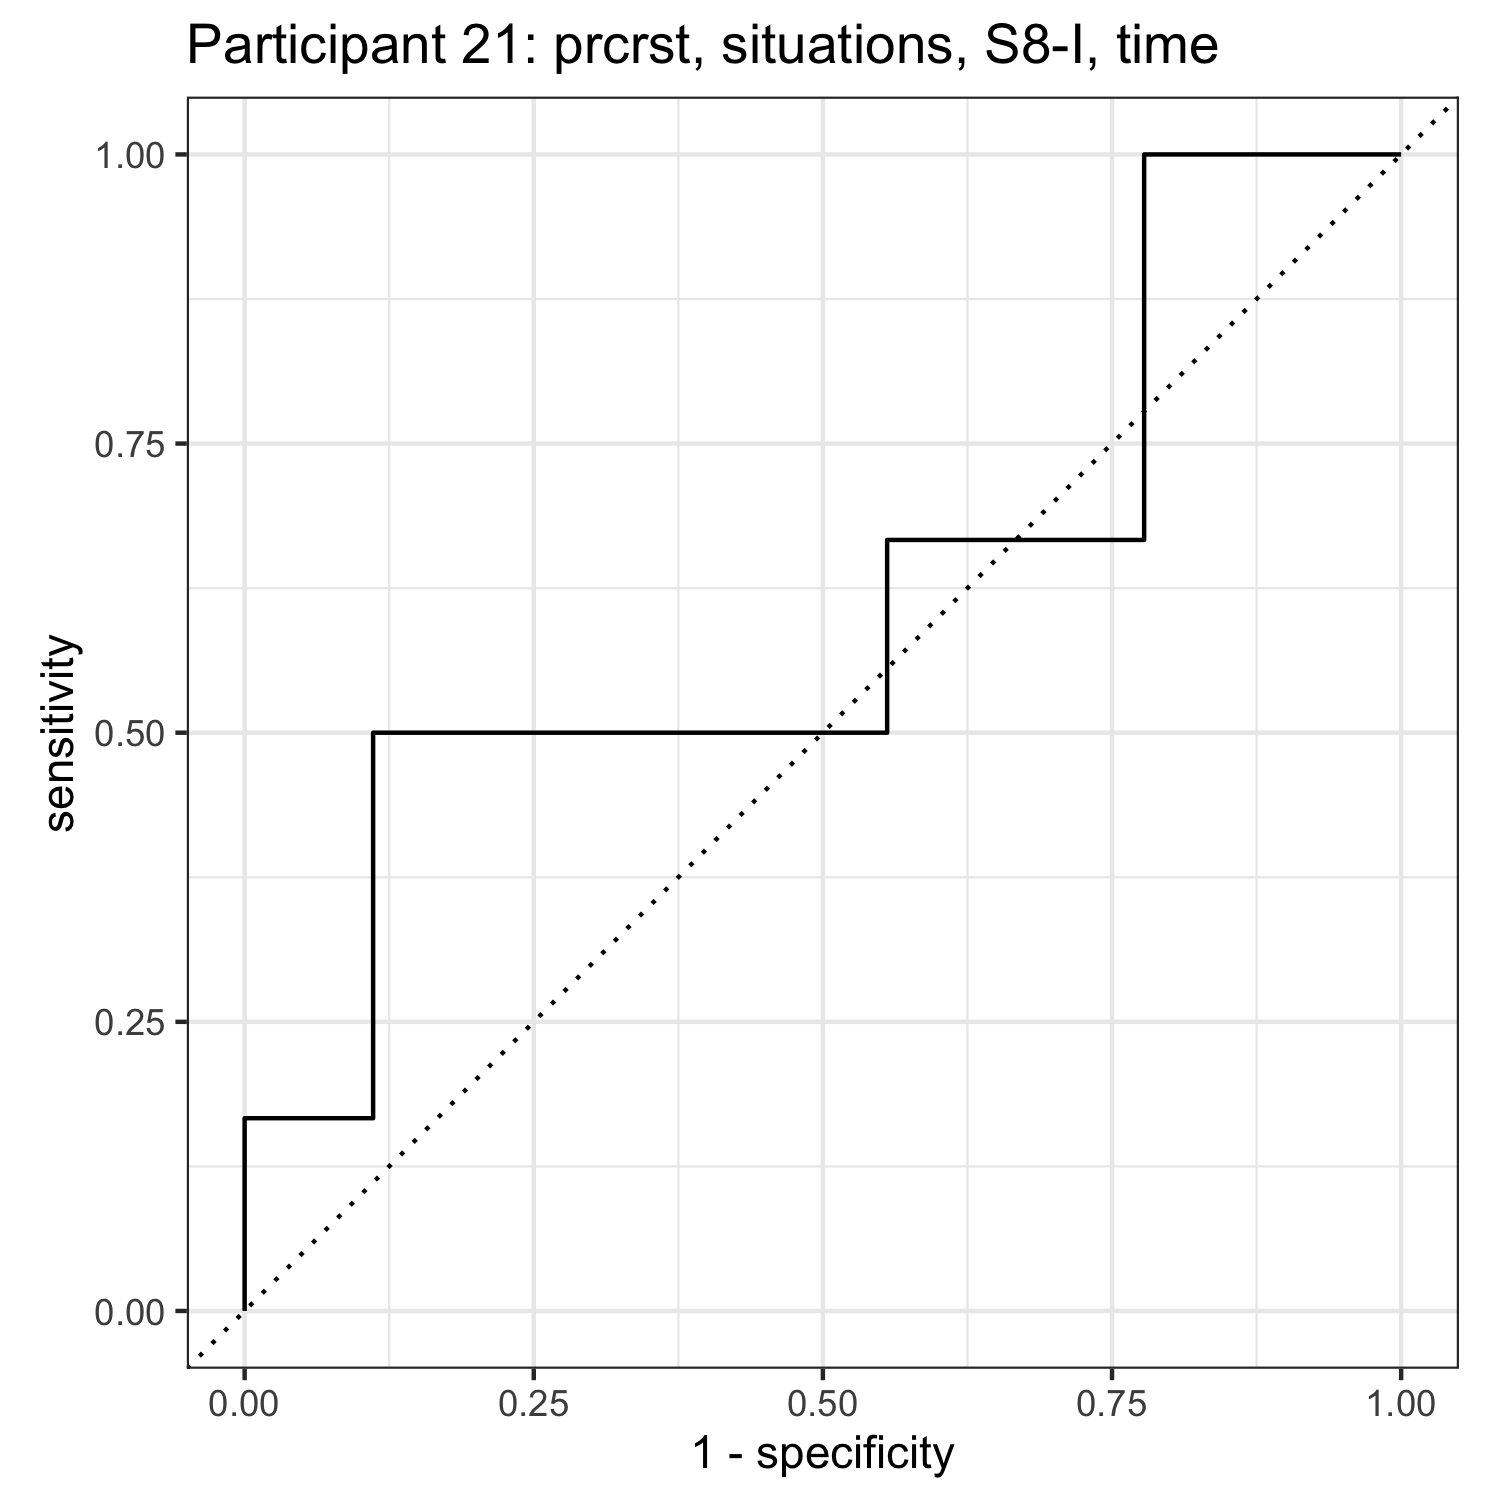 Participant 21: prcrst, situations, S8-I, time
1.00
0.75
0.50
0.25
0.00
sensitivity
0.00 0.25 0.50 0.75 1.00
1 - specificity